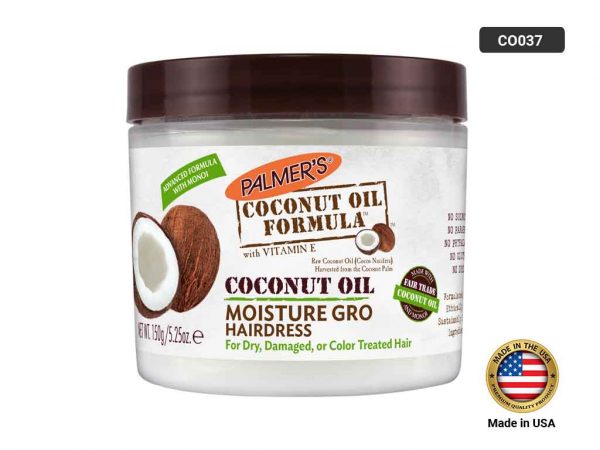 CO037
ADVANCED FORMULA
WITH MONOI
PALMER'S
COCONUT OIL
FORMULA™
with VITAMIN E
Raw Coconut Oil (Cocos Nucifera)
Harvested from the Coconut Palm
COCONUT OIL
MOISTURE GRO
HAIRDRESS
For Dry, Damaged, or Color Treated Hair
NET WT. 150g/5.25oz.e
MADE WITH
FAIR TRADE
COCONUT OIL
AND MONOI
NO
NO
NO
NO
NO
MADE IN THE USA
PREMIUM QUALITY PRODUCT
Made in USA